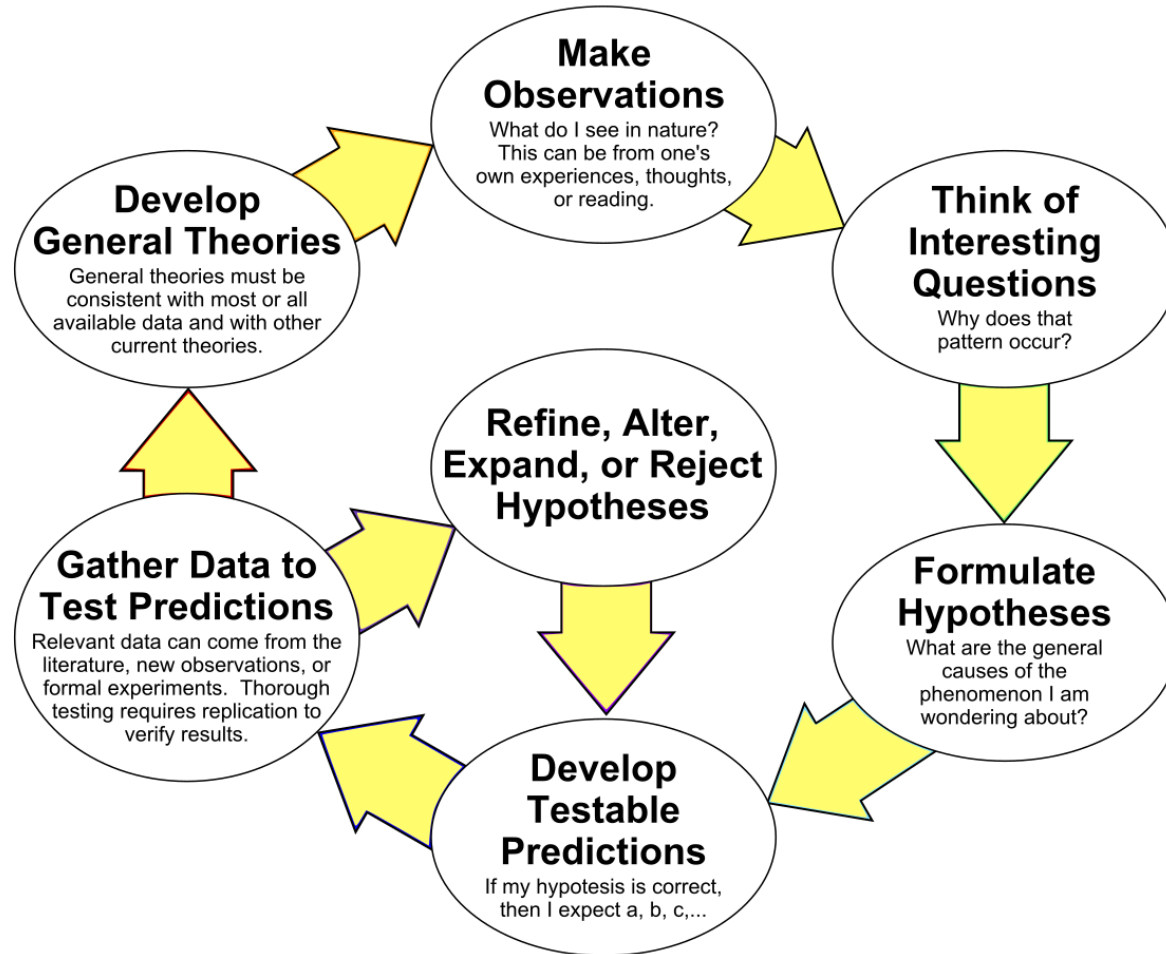 Make
Observations
What do I see in nature?
This can be from one's
own experiences, thoughts,
or reading.
Think of
Interesting
Questions
Why does that
pattern occur?
Formulate
Hypotheses
What are the general
causes of the
phenomenon I am
wondering about?
Develop
Testable
Predictions
If my hypotesis is correct,
then I expect a, b, c,...
Gather Data to
Test Predictions
Relevant data can come from the
literature, new observations, or
formal experiments.  Thorough
testing requires replication to
verify results.
Refine, Alter,
Expand, or Reject
Hypotheses
Develop
General Theories
General theories must be
consistent with most or all
available data and with other
current theories.